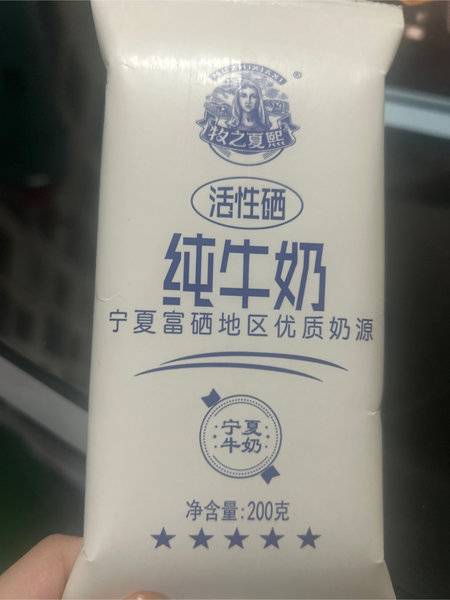 MUZHIXIAXI
®
牧之夏熙
活性硒
纯牛奶
宁夏富硒地区优质奶源
宁夏
牛奶
净含量:200克